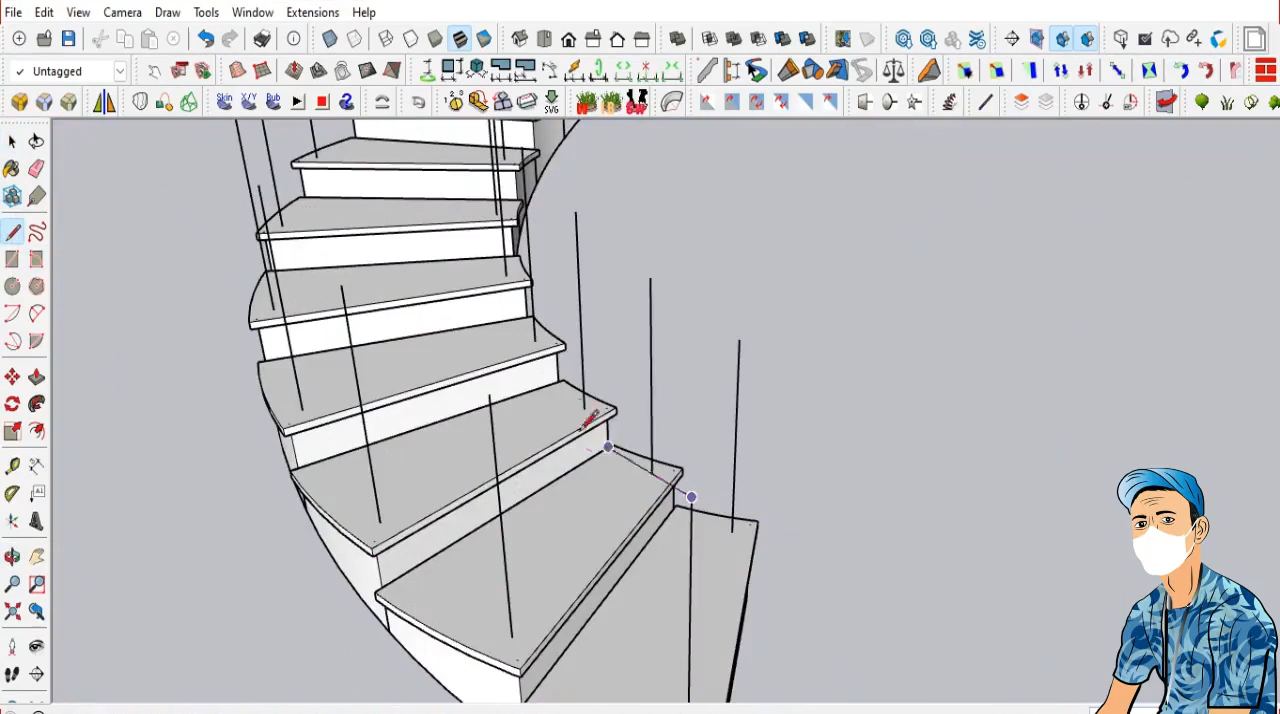 File Edit View Camera Draw Tools Window Extensions Help
✓ Untagged
Skin X/Y Bub
SVG